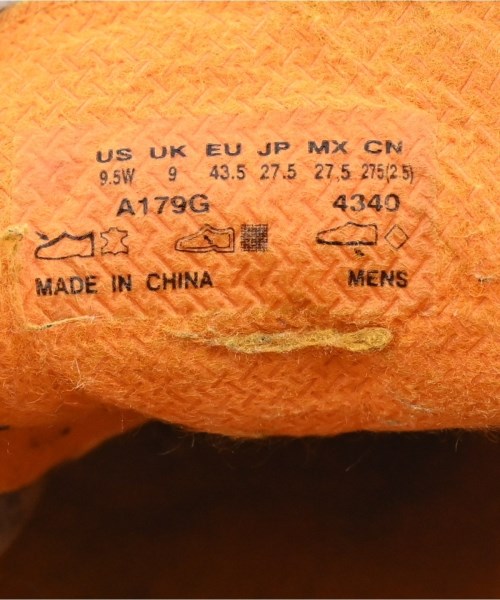 US UK EU JP MX CN
9.5W 9 43.5 27.5 27.5 275(2.5)
A179G 4340
MADE IN CHINA MENS